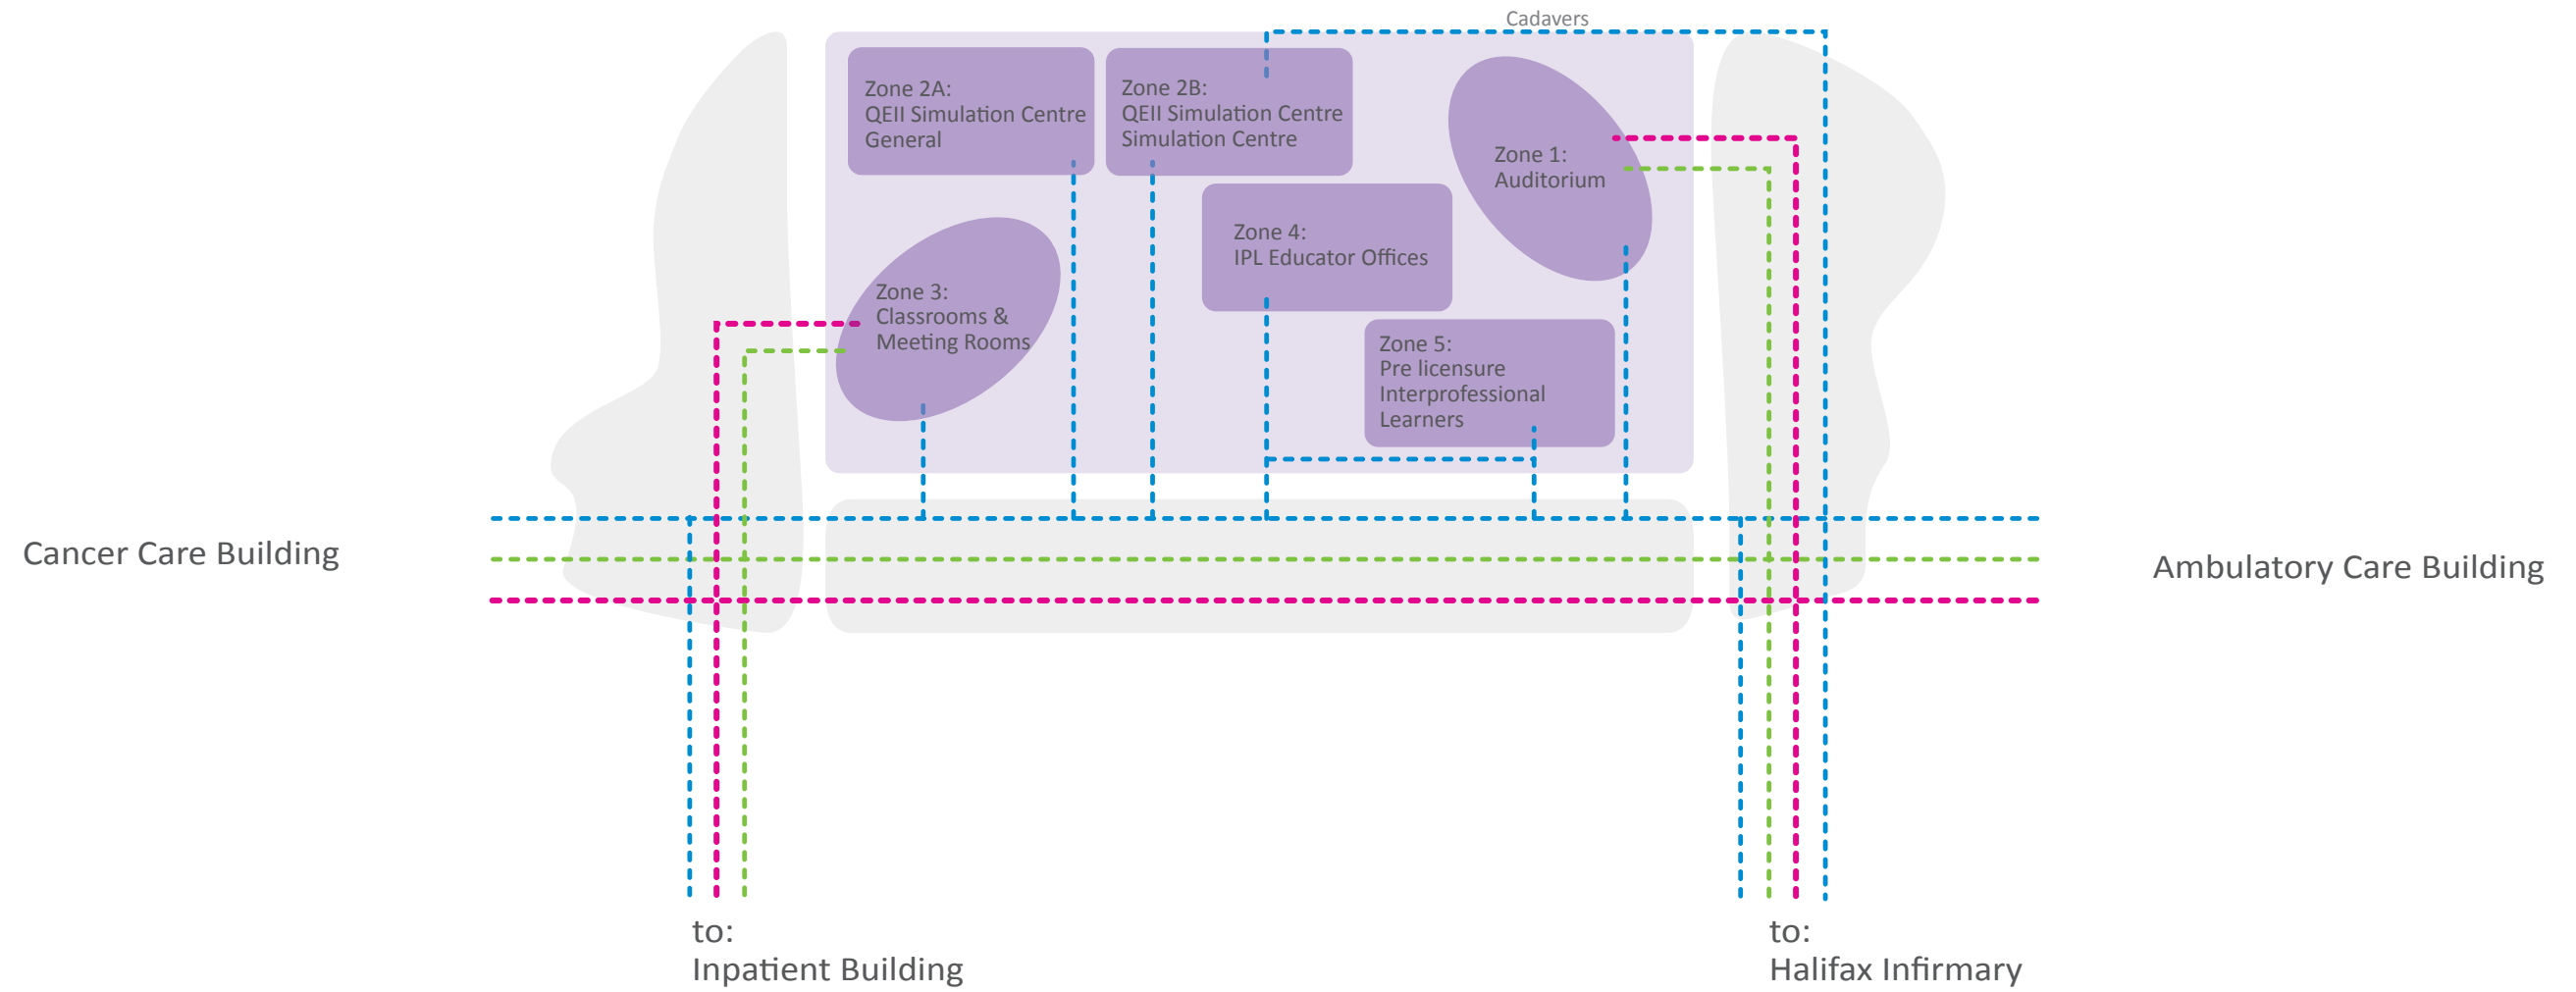 Cadavers
Zone 2A:
QEII Simulation Centre
General
Zone 2B:
QEII Simulation Centre
Simulation Centre
Zone 1:
Auditorium
Zone 4:
IPL Educator Offices
Zone 3:
Classrooms &
Meeting Rooms
Zone 5:
Pre licensure
Interprofessional
Learners
Cancer Care Building
Ambulatory Care Building
to:
Inpatient Building
to:
Halifax Infirmary